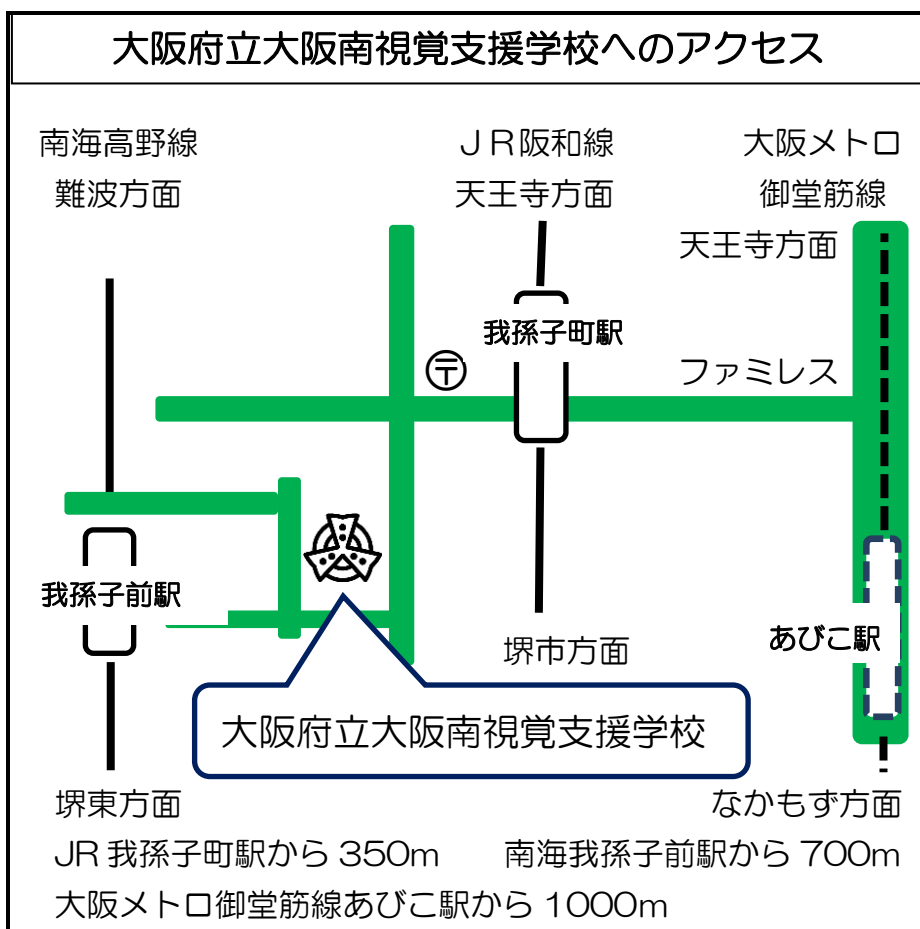 大阪府立大阪南視覚支援学校へのアクセス
南海高野線
難波方面
ＪＲ阪和線
天王寺方面
大阪メトロ
御堂筋線
天王寺方面
我孫子町駅
〒
ファミレス
我孫子前駅
あびこ駅
堺市方面
大阪府立大阪南視覚支援学校
堺東方面
なかもず方面
JR 我孫子町駅から 350m　南海我孫子前駅から 700m
大阪メトロ御堂筋線あびこ駅から 1000m